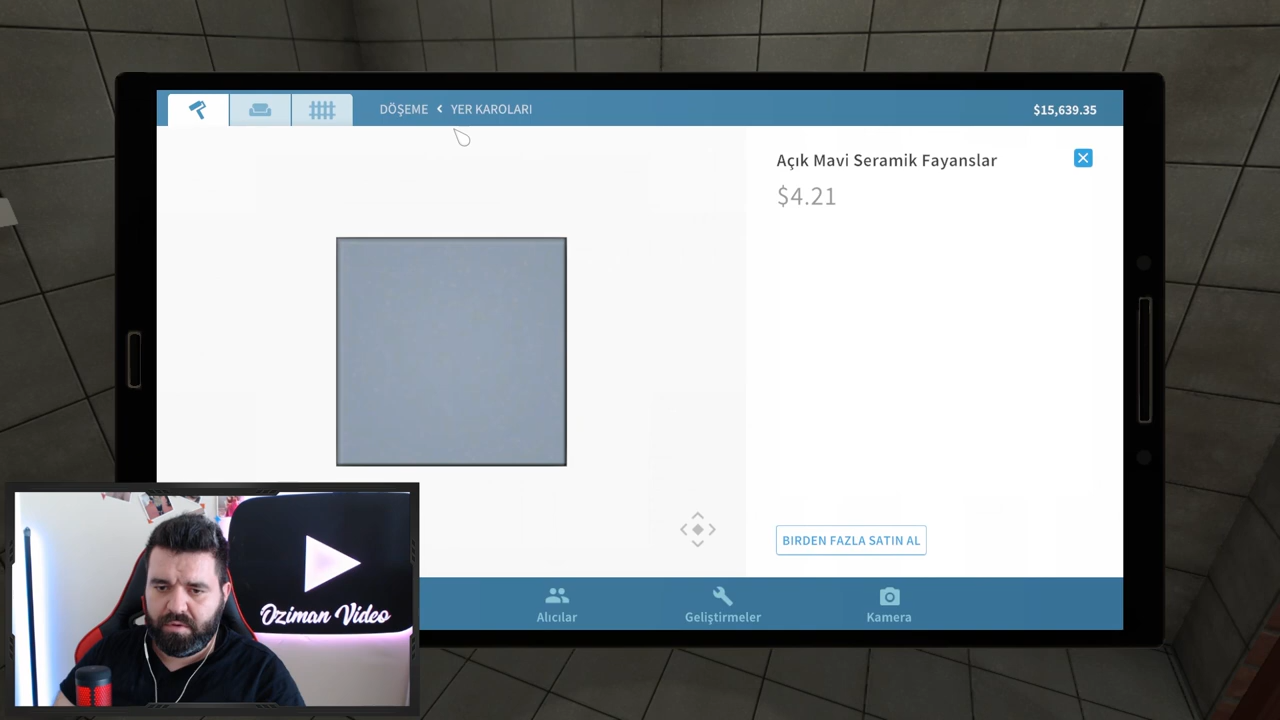 DÖŞEME < YER KAROLARI
$15,639.35
Açık Mavi Seramik Fayanslar
$4.21
BIRDEN FAZLA SATIN AL
Alıcılar
Geliştirmeler
Kamera
Oziman Video